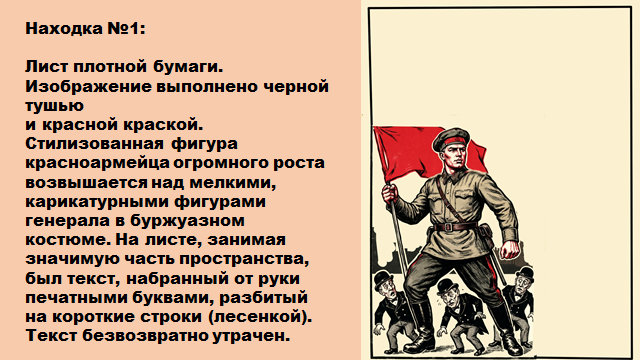 Находка №1:
Лист плотной бумаги.
Изображение выполнено черной
тушью
и красной краской.
Стилизованная фигура
красноармейца огромного роста
возвышается над мелкими,
карикатурными фигурами
генерала в буржуазном
костюме. На листе, занимая
значимую часть пространства,
был текст, набранный от руки
печатными буквами, разбитый
на короткие строки (лесенкой).
Текст безвозвратно утрачен.